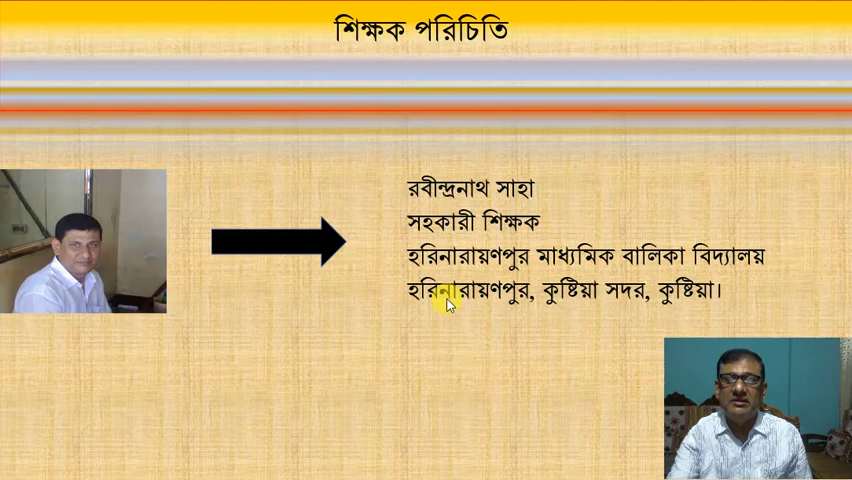 শিক্ষক পরিচিতি
রবীন্দ্রনাথ সাহা
সহকারী শিক্ষক
হরিনারায়ণপুর মাধ্যমিক বালিকা বিদ্যালয়
হরিনারায়ণপুর, কুষ্টিয়া সদর, কুষ্টিয়া।